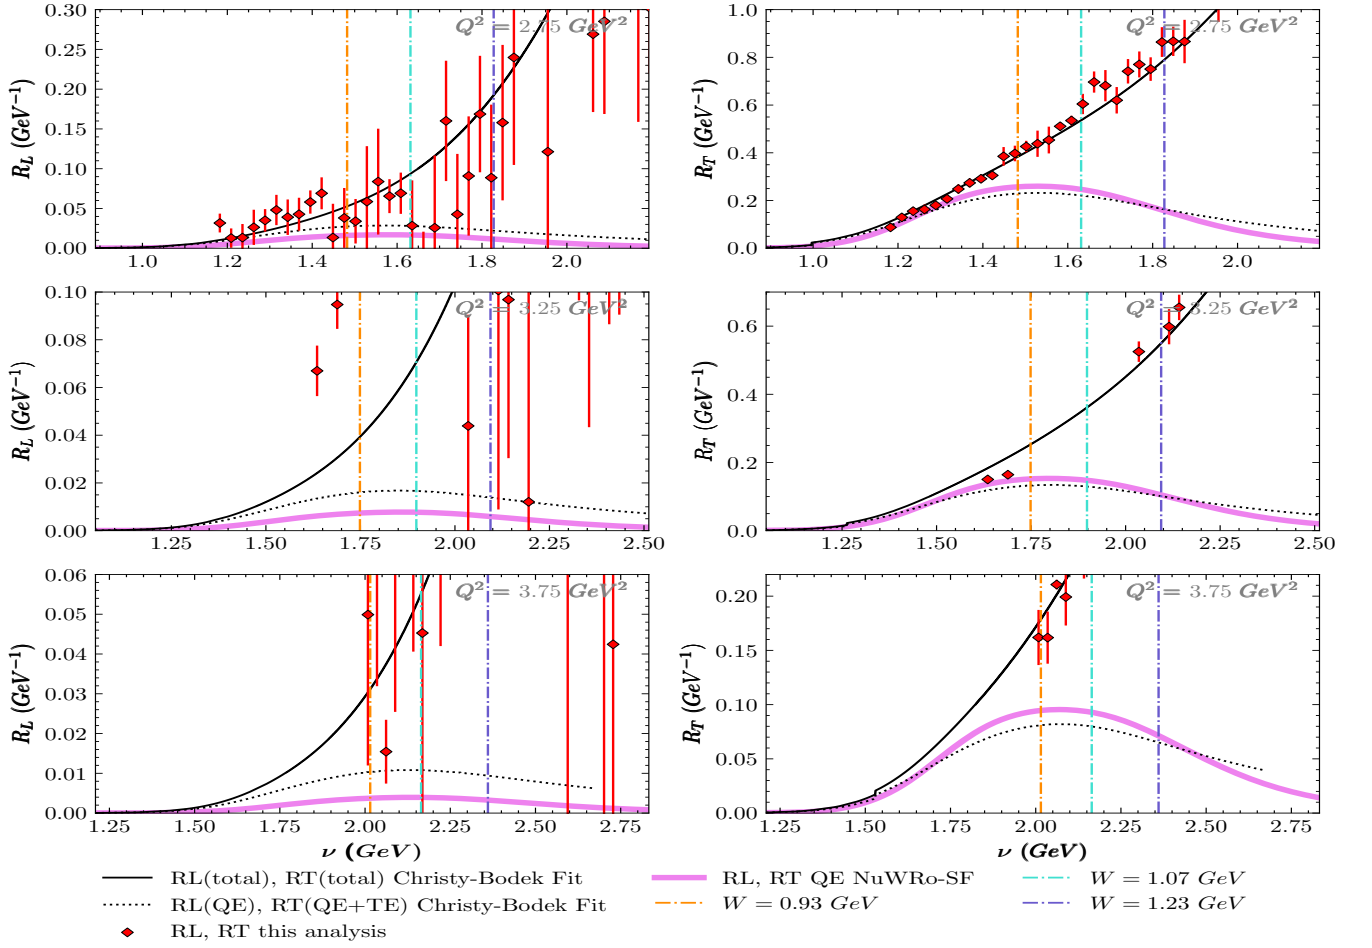 Q² = 2.75 GeV²
R_L (GeV⁻¹)
0.30
0.25
0.20
0.15
0.10
0.05
0.00
1.0 1.2 1.4 1.6 1.8 2.0
Q² = 2.75 GeV²
R_T (GeV⁻¹)
1.0
0.8
0.6
0.4
0.2
0.0
1.0 1.2 1.4 1.6 1.8 2.0
Q² = 3.25 GeV²
R_L (GeV⁻¹)
0.10
0.08
0.06
0.04
0.02
0.00
1.25 1.50 1.75 2.00 2.25 2.50
Q² = 3.25 GeV²
R_T (GeV⁻¹)
0.6
0.4
0.2
0.0
1.25 1.50 1.75 2.00 2.25 2.50
Q² = 3.75 GeV²
R_L (GeV⁻¹)
0.06
0.05
0.04
0.03
0.02
0.01
0.00
1.25 1.50 1.75 2.00 2.25 2.50 2.75
ν (GeV)
Q² = 3.75 GeV²
R_T (GeV⁻¹)
0.20
0.15
0.10
0.05
0.00
1.25 1.50 1.75 2.00 2.25 2.50 2.75
ν (GeV)
RL(total), RT(total) Christy-Bodek Fit
RL(QE), RT(QE+TE) Christy-Bodek Fit
RL, RT this analysis
RL, RT QE NuWRo-SF
W = 0.93 GeV
W = 1.07 GeV
W = 1.23 GeV